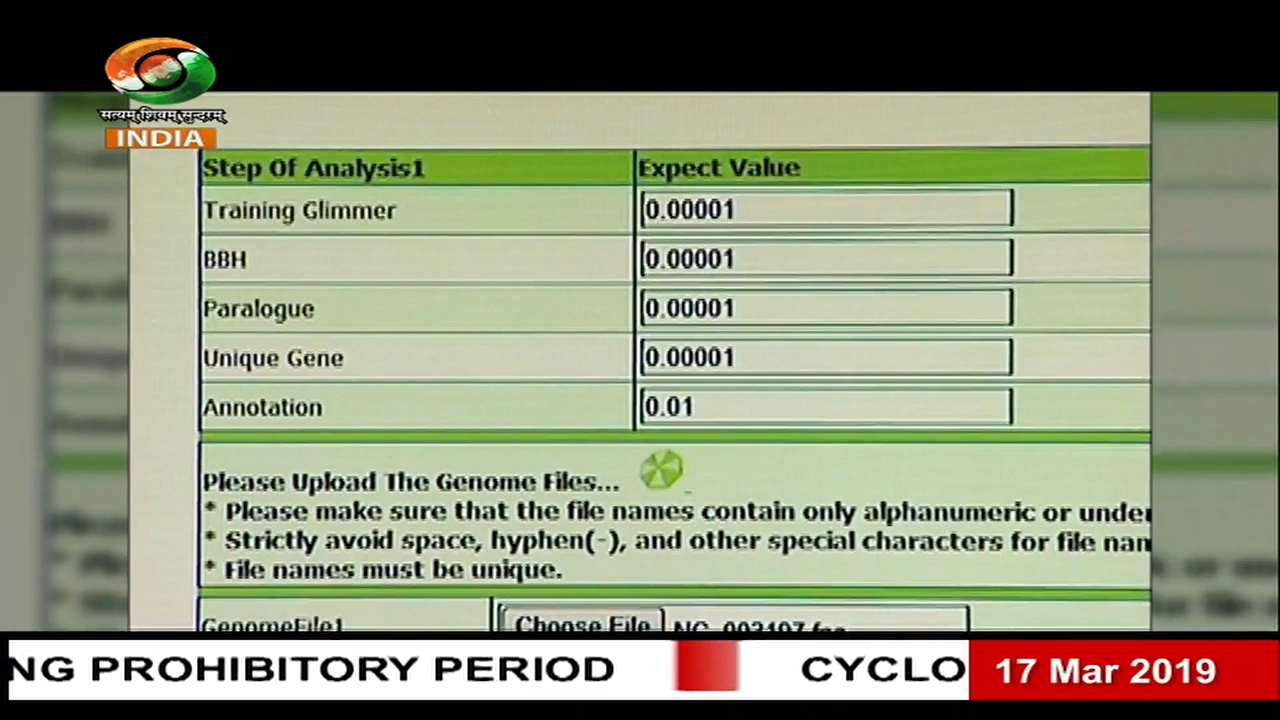 सत्यम् शिवम् सुन्दरम्
INDIA
Step Of Analysis1 Expect Value
Training Glimmer 0.00001
BBH 0.00001
Paralogue 0.00001
Unique Gene 0.00001
Annotation 0.01
Please Upload The Genome Files...
* Please make sure that the file names contain only alphanumeric or under
* Strictly avoid space, hyphen(-), and other special characters for file nam
* File names must be unique.
GenomeFile1 Choose File
NG PROHIBITORY PERIOD CYCLO 17 Mar 2019